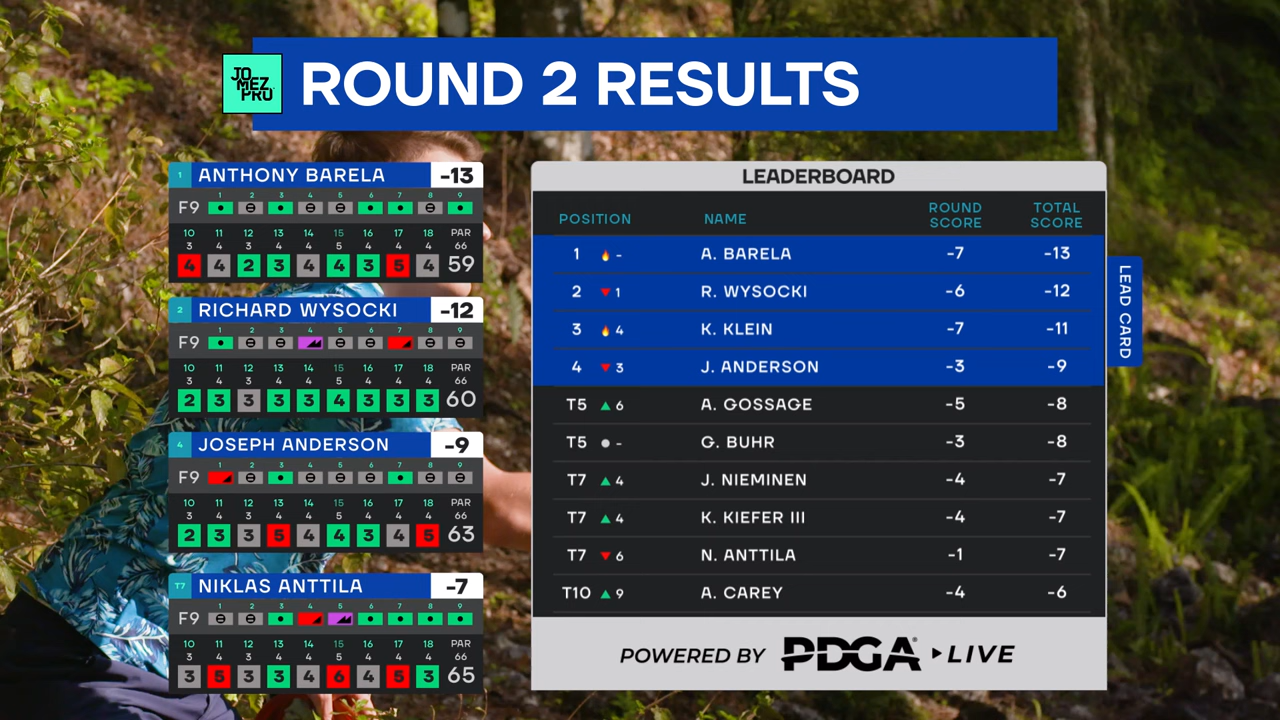 JO
MEZ
PRO
ROUND 2 RESULTS
1 ANTHONY BARELA -13
1 2 3 4 5 6 7 8 9
F9
10 11 12 13 14 15 16 17 18 PAR
3 4 3 4 4 5 4 4 4 66
4 4 2 3 4 4 3 5 4 59
2 RICHARD WYSOCKI -12
1 2 3 4 5 6 7 8 9
F9
10 11 12 13 14 15 16 17 18 PAR
3 4 3 4 4 5 4 4 4 66
2 3 3 3 3 4 3 3 3 60
4 JOSEPH ANDERSON -9
1 2 3 4 5 6 7 8 9
F9
10 11 12 13 14 15 16 17 18 PAR
3 4 3 4 4 5 4 4 4 66
2 3 3 5 4 4 3 4 5 63
T7 NIKLAS ANTTILA -7
1 2 3 4 5 6 7 8 9
F9
10 11 12 13 14 15 16 17 18 PAR
3 4 3 4 4 5 4 4 4 66
3 5 3 3 4 6 4 5 3 65
LEADERBOARD
POSITION NAME ROUND SCORE TOTAL SCORE
1 - A. BARELA -7 -13
2 1 R. WYSOCKI -6 -12
3 4 K. KLEIN -7 -11
4 3 J. ANDERSON -3 -9
T5 6 A. GOSSAGE -5 -8
T5 - G. BUHR -3 -8
T7 4 J. NIEMINEN -4 -7
T7 4 K. KIEFER III -4 -7
T7 6 N. ANTTILA -1 -7
T10 9 A. CAREY -4 -6
LEAD CARD
POWERED BY PDGA LIVE